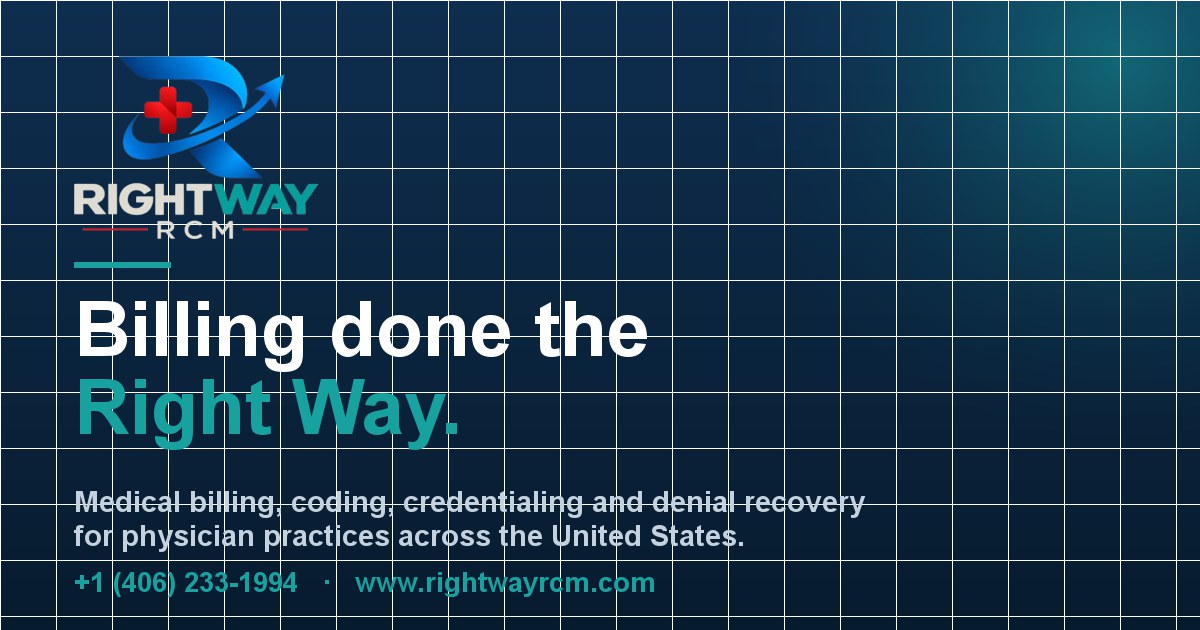 RIGHTWAY
RCM
Billing done the
Right Way.
Medical billing, coding, credentialing and denial recovery
for physician practices across the United States.
+1 (406) 233-1994 · www.rightwayrcm.com